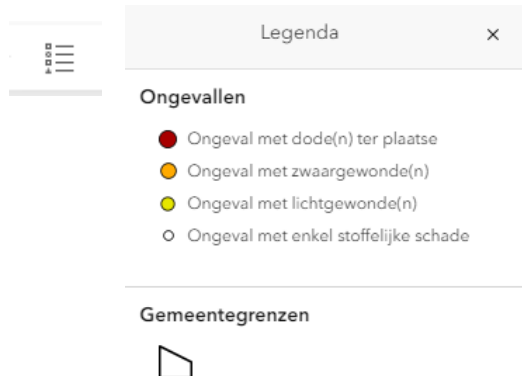 Legenda
Ongevallen
Ongeval met dode(n) ter plaatse
Ongeval met zwaargewonde(n)
Ongeval met lichtgewonde(n)
Ongeval met enkel stoffelijke schade
Gemeentegrenzen